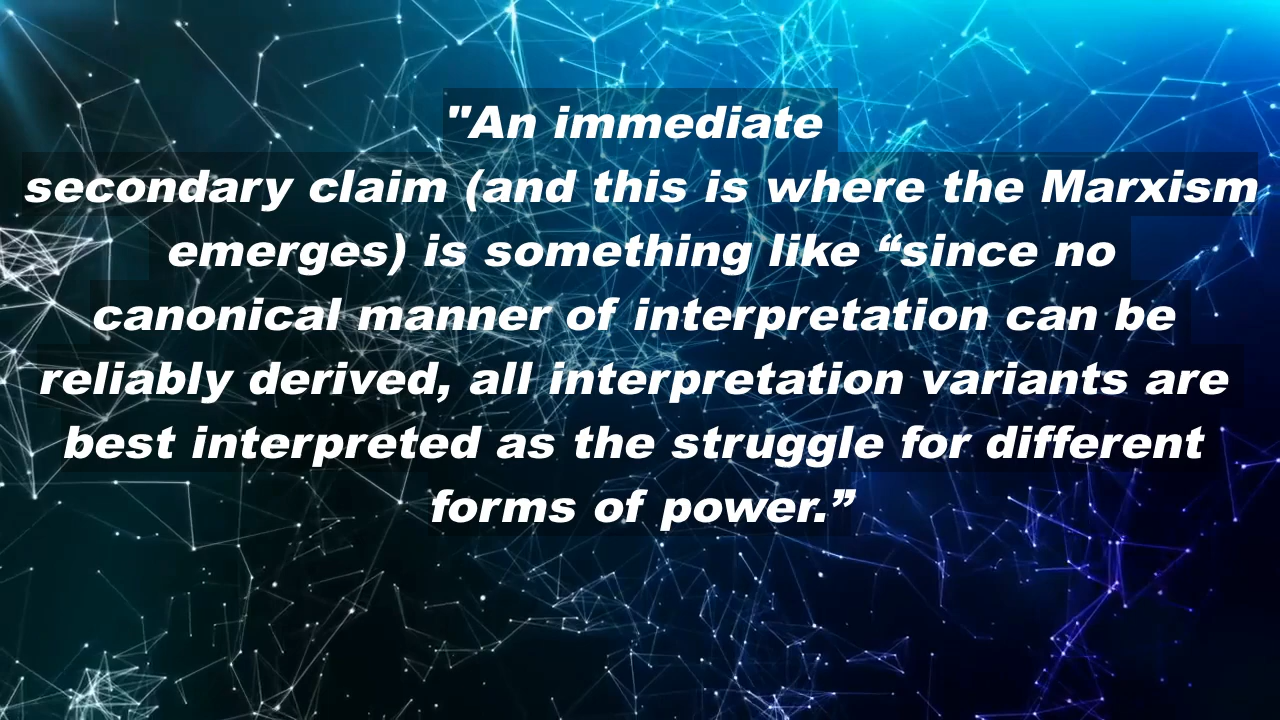 "An immediate
secondary claim (and this is where the Marxism
emerges) is something like “since no
canonical manner of interpretation can be
reliably derived, all interpretation variants are
best interpreted as the struggle for different
forms of power.”